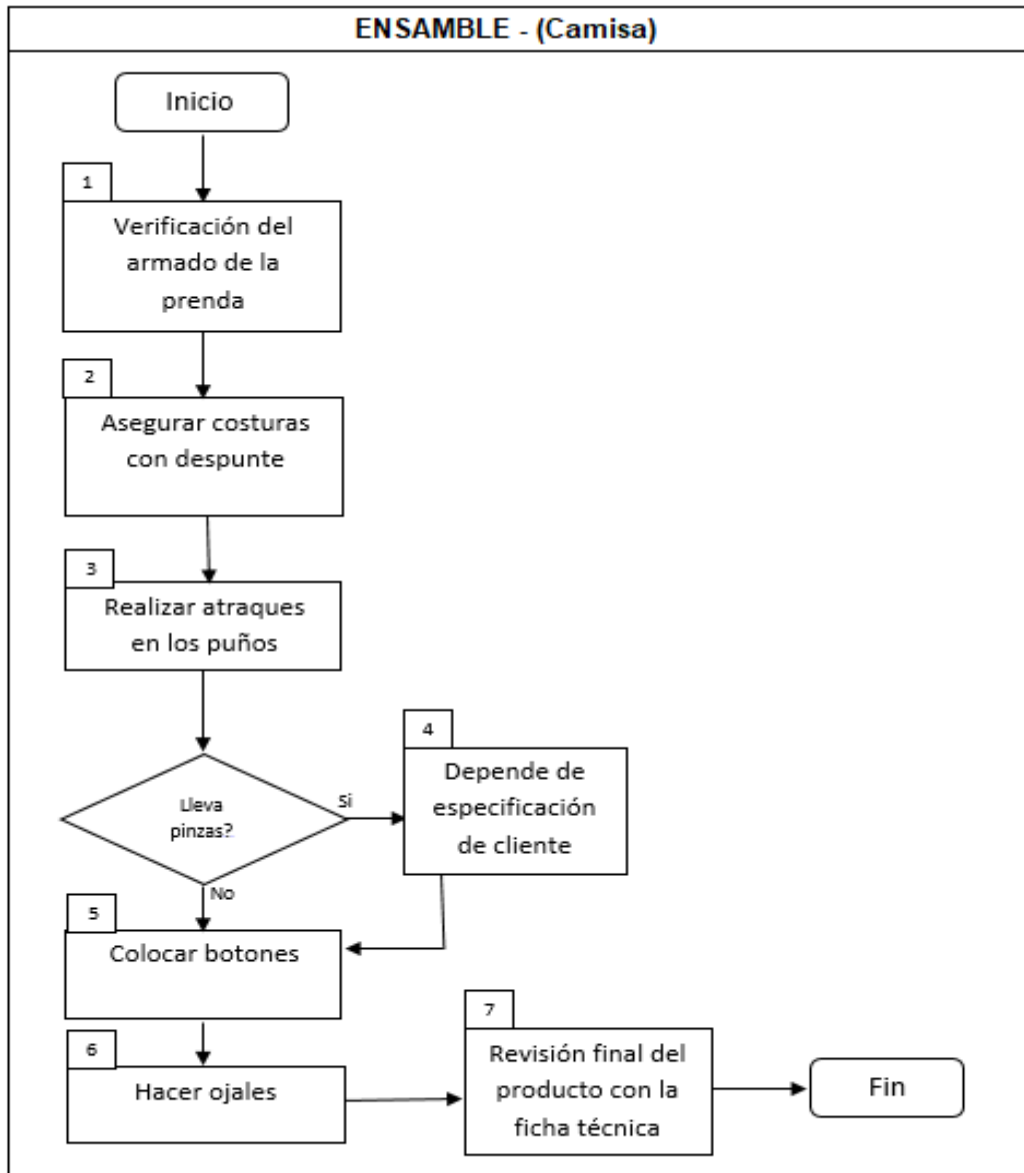 ENSAMBLE - (Camisa)
Inicio
1
Verificación del
armado de la
prenda
2
Asegurar costuras
con despunte
3
Realizar atraques
en los puños
Lleva
pinzas?
Si
4
Depende de
especificación
de cliente
No
5
Colocar botones
6
Hacer ojales
7
Revisión final del
producto con la
ficha técnica
Fin